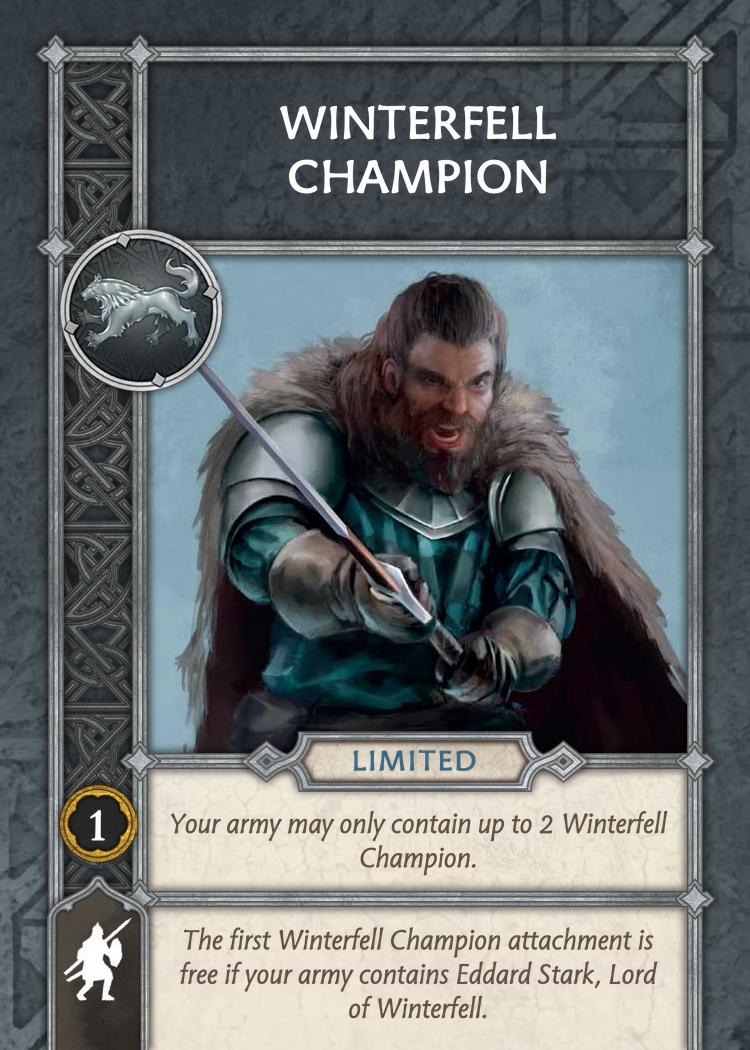 WINTERFELL
CHAMPION
LIMITED
1
Your army may only contain up to 2 Winterfell
Champion.
The first Winterfell Champion attachment is
free if your army contains Eddard Stark, Lord
of Winterfell.